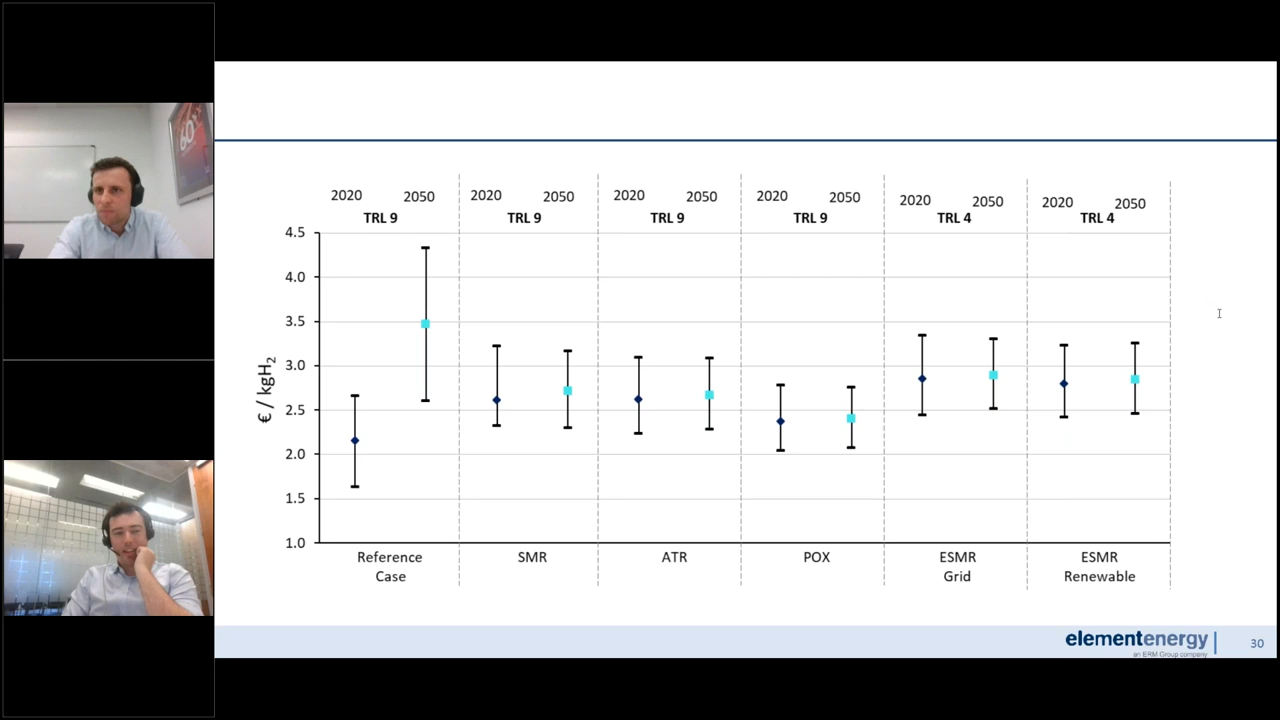 60
2020 2050 2020 2050 2020 2050 2020 2050 2020 2050 2020 2050
TRL 9 TRL 9 TRL 9 TRL 9 TRL 4 TRL 4
4.5
4.0
3.5
3.0
2.5
2.0
1.5
1.0
€ / kgH₂
Reference SMR ATR POX ESMR ESMR
Case Grid Renewable
elementenergy
an ERM Group company
30